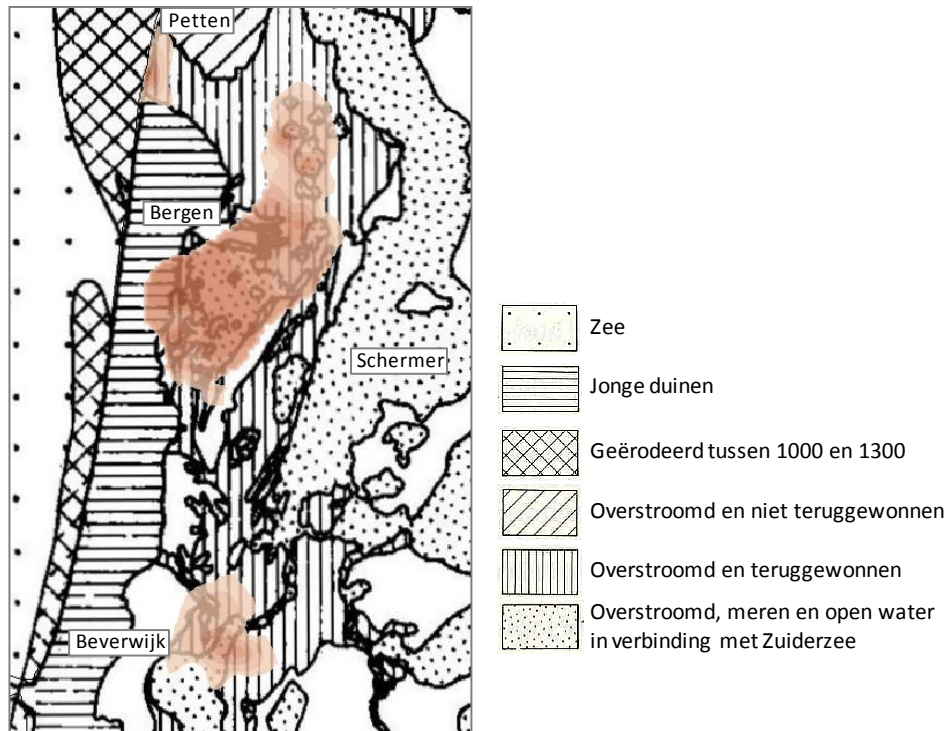 Petten
Bergen
Schermer
Beverwijk
Zee
Jonge duinen
Geërodeerd tussen 1000 en 1300
Overstroomd en niet teruggewonnen
Overstroomd en teruggewonnen
Overstroomd, meren en open water
in verbinding met Zuiderzee